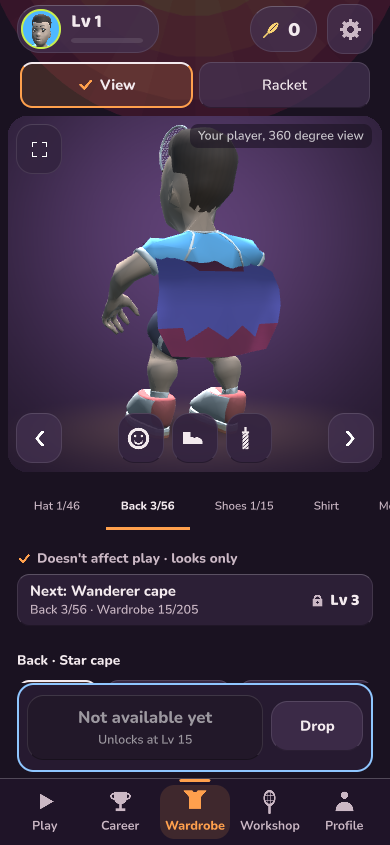 Lv 1
0
View
Racket
Your player, 360 degree view
Hat 1/46
Back 3/56
Shoes 1/15
Shirt
Doesn't affect play · looks only
Next: Wanderer cape
Back 3/56 · Wardrobe 15/205
Lv 3
Back · Star cape
Not available yet
Unlocks at Lv 15
Drop
Play
Career
Wardrobe
Workshop
Profile